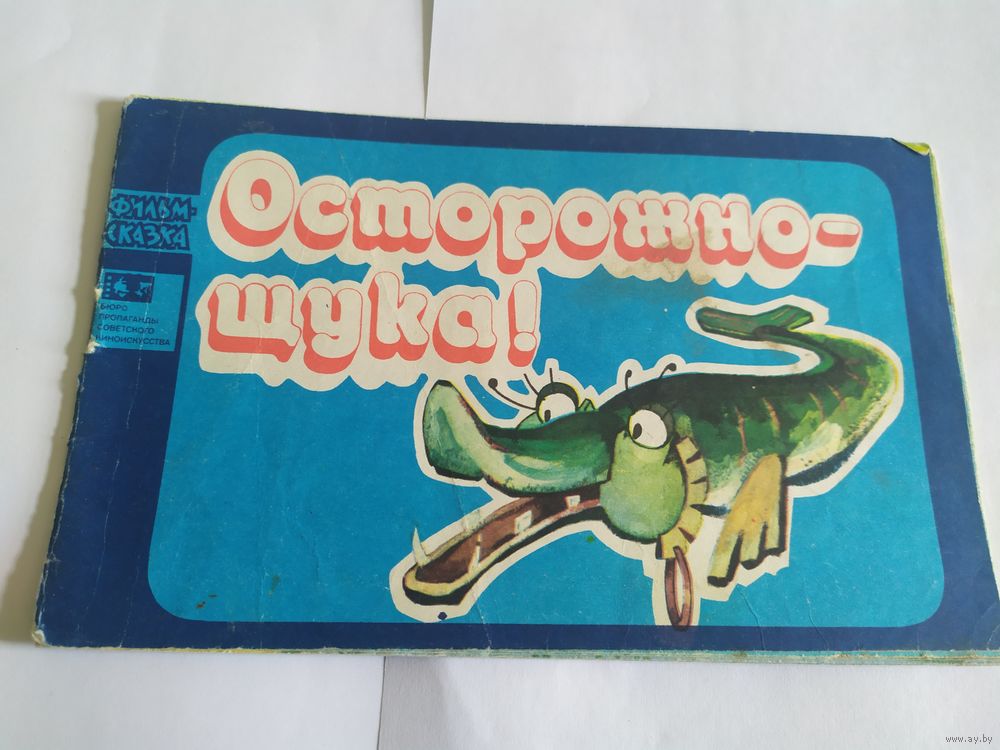 Осторожно-
щука!
ФИЛЬМ-
СКАЗКА
БЮРО
ПРОПАГАНДЫ
СОВЕТСКОГО
КИНОИСКУССТВА
www.ay.by